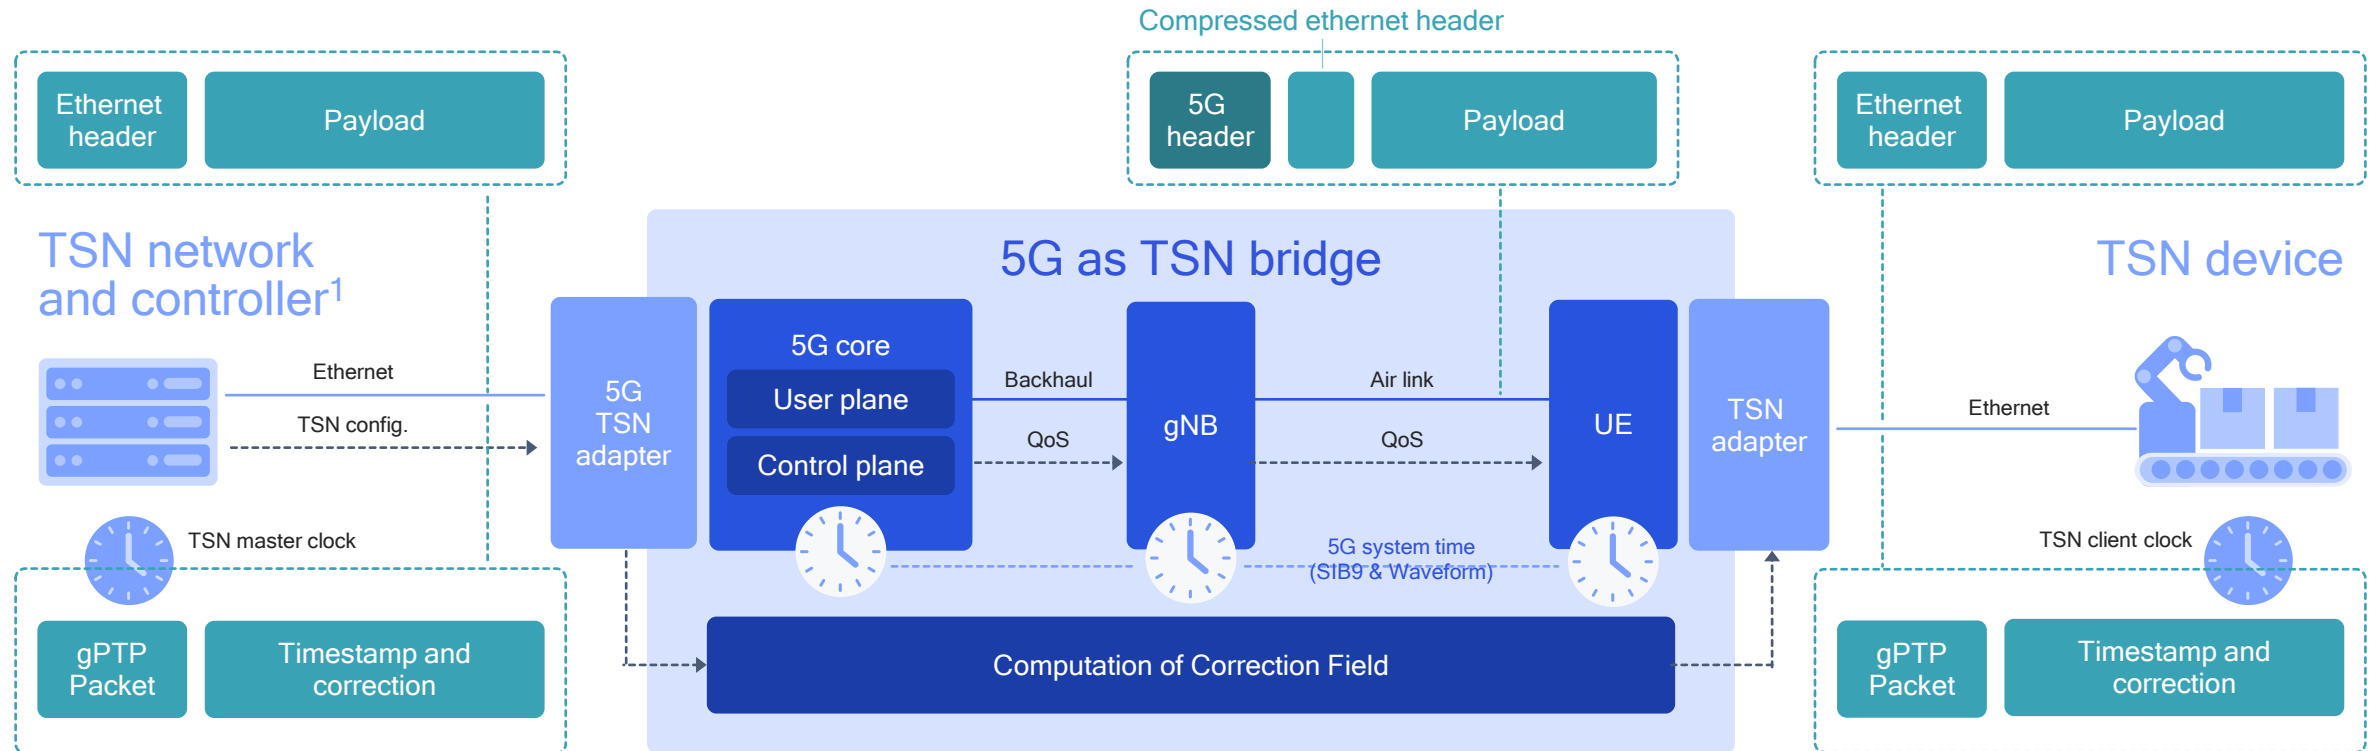 Compressed ethernet header
Ethernet
header
Payload
5G
header
Payload
Ethernet
header
Payload
TSN network
and controller¹
5G as TSN bridge
TSN device
Ethernet
TSN config.
5G
TSN
adapter
5G core
User plane
Control plane
Backhaul
QoS
gNB
Air link
QoS
UE
TSN
adapter
Ethernet
TSN master clock
5G system time
(SIB9 & Waveform)
TSN client clock
gPTP
Packet
Timestamp and
correction
Computation of Correction Field
gPTP
Packet
Timestamp and
correction